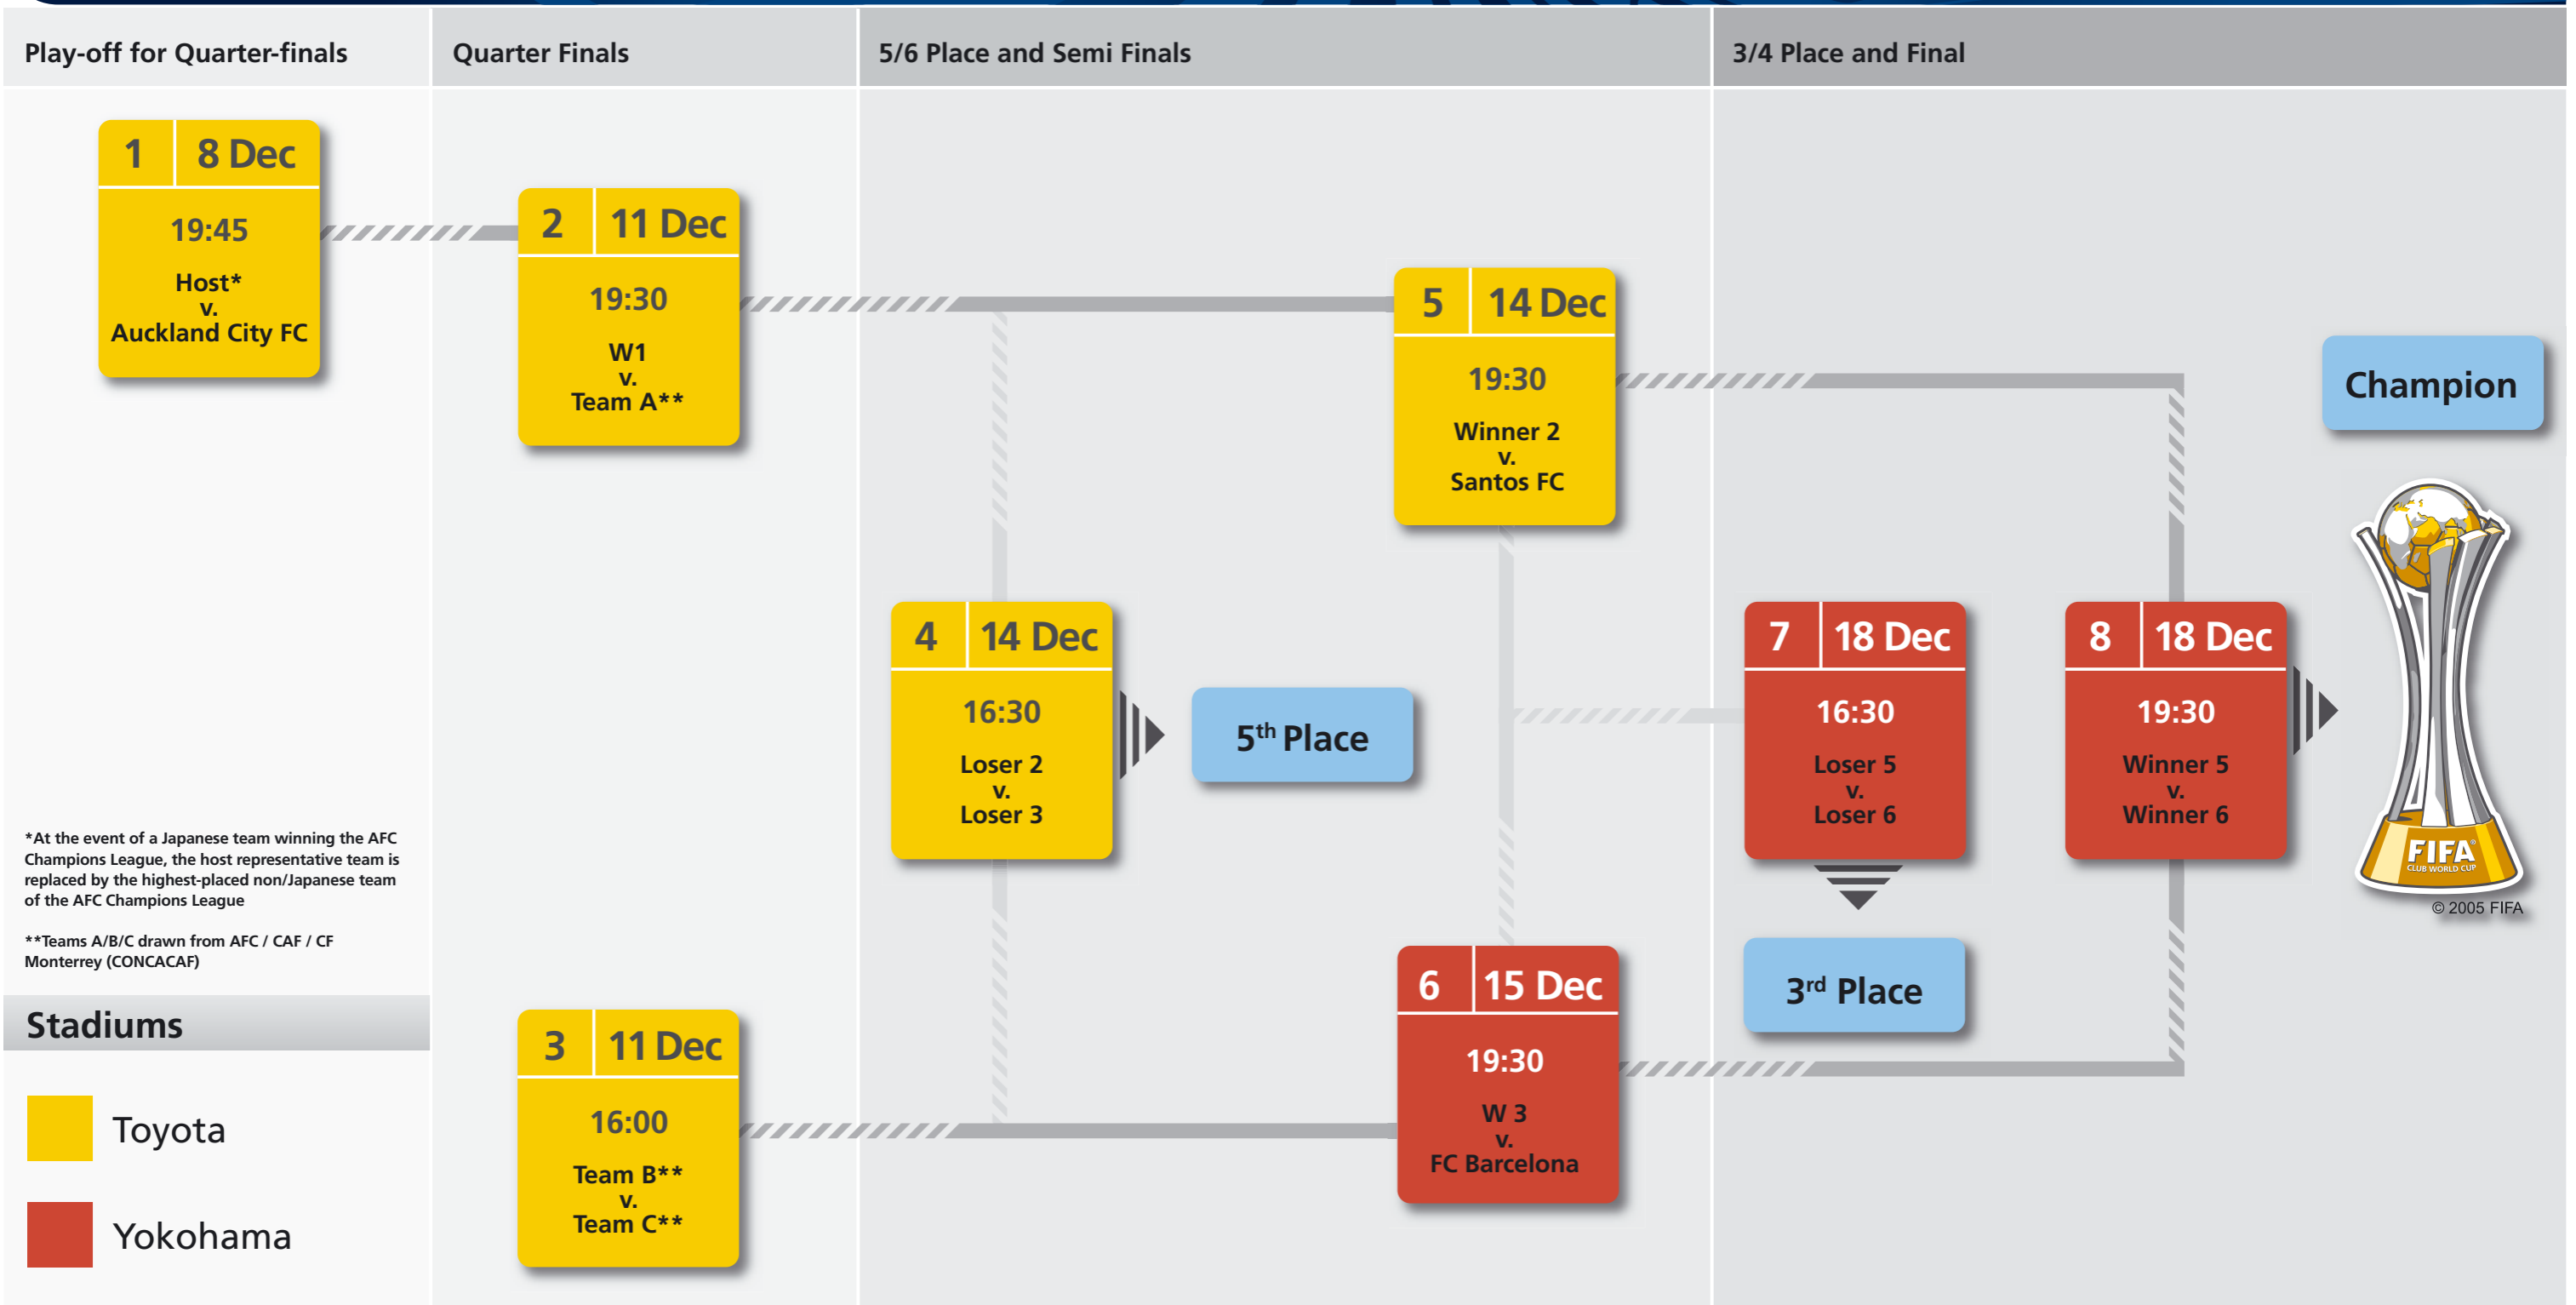 Play-off for Quarter-finals
Quarter Finals
5/6 Place and Semi Finals
3/4 Place and Final
1
8 Dec
19:45
Host*
v.
Auckland City FC
2
11 Dec
19:30
W1
v.
Team A**
5
14 Dec
19:30
Winner 2
v.
Santos FC
Champion
4
14 Dec
16:30
Loser 2
v.
Loser 3
5th Place
7
18 Dec
16:30
Loser 5
v.
Loser 6
8
18 Dec
19:30
Winner 5
v.
Winner 6
FIFA®
CLUB WORLD CUP
© 2005 FIFA
3rd Place
6
15 Dec
19:30
W 3
v.
FC Barcelona
3
11 Dec
16:00
Team B**
v.
Team C**
*At the event of a Japanese team winning the AFC
Champions League, the host representative team is
replaced by the highest-placed non/Japanese team
of the AFC Champions League
**Teams A/B/C drawn from AFC / CAF / CF
Monterrey (CONCACAF)
Stadiums
Toyota
Yokohama